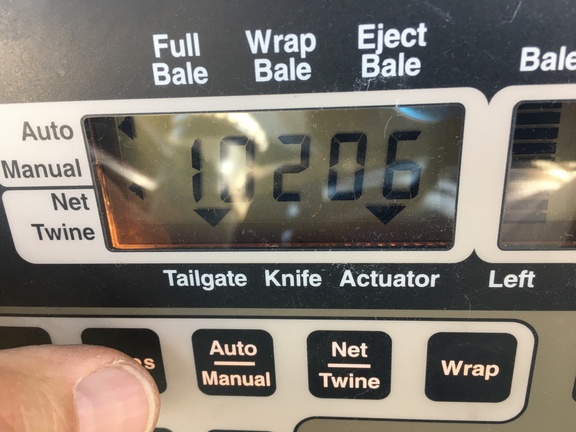 Full Bale
Wrap Bale
Eject Bale
Bale
Auto
Manual
Net
Twine
10206
Tailgate Knife Actuator Left
Auto
Manual
Net
Twine
Wrap